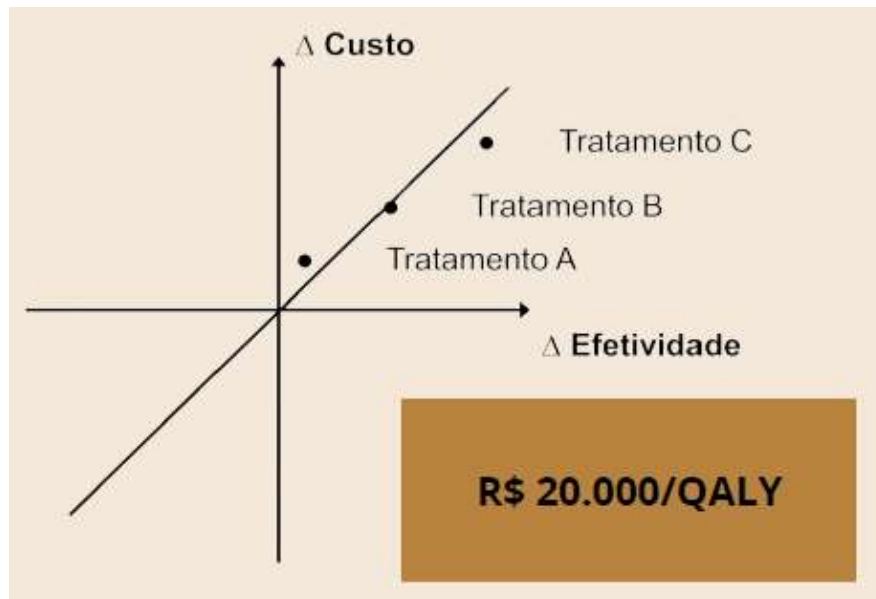 Δ Custo
Tratamento C
Tratamento B
Tratamento A
Δ Efetividade
R$ 20.000/QALY